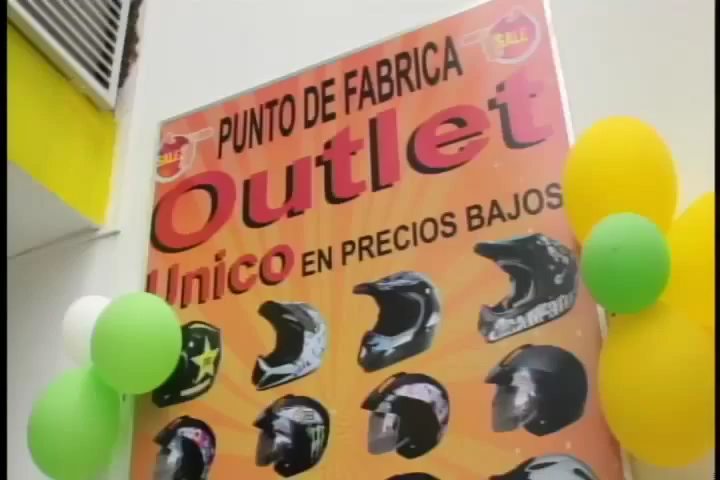 SALE
PUNTO DE FABRICA
SALE
Outlet
Unico EN PRECIOS BAJOS